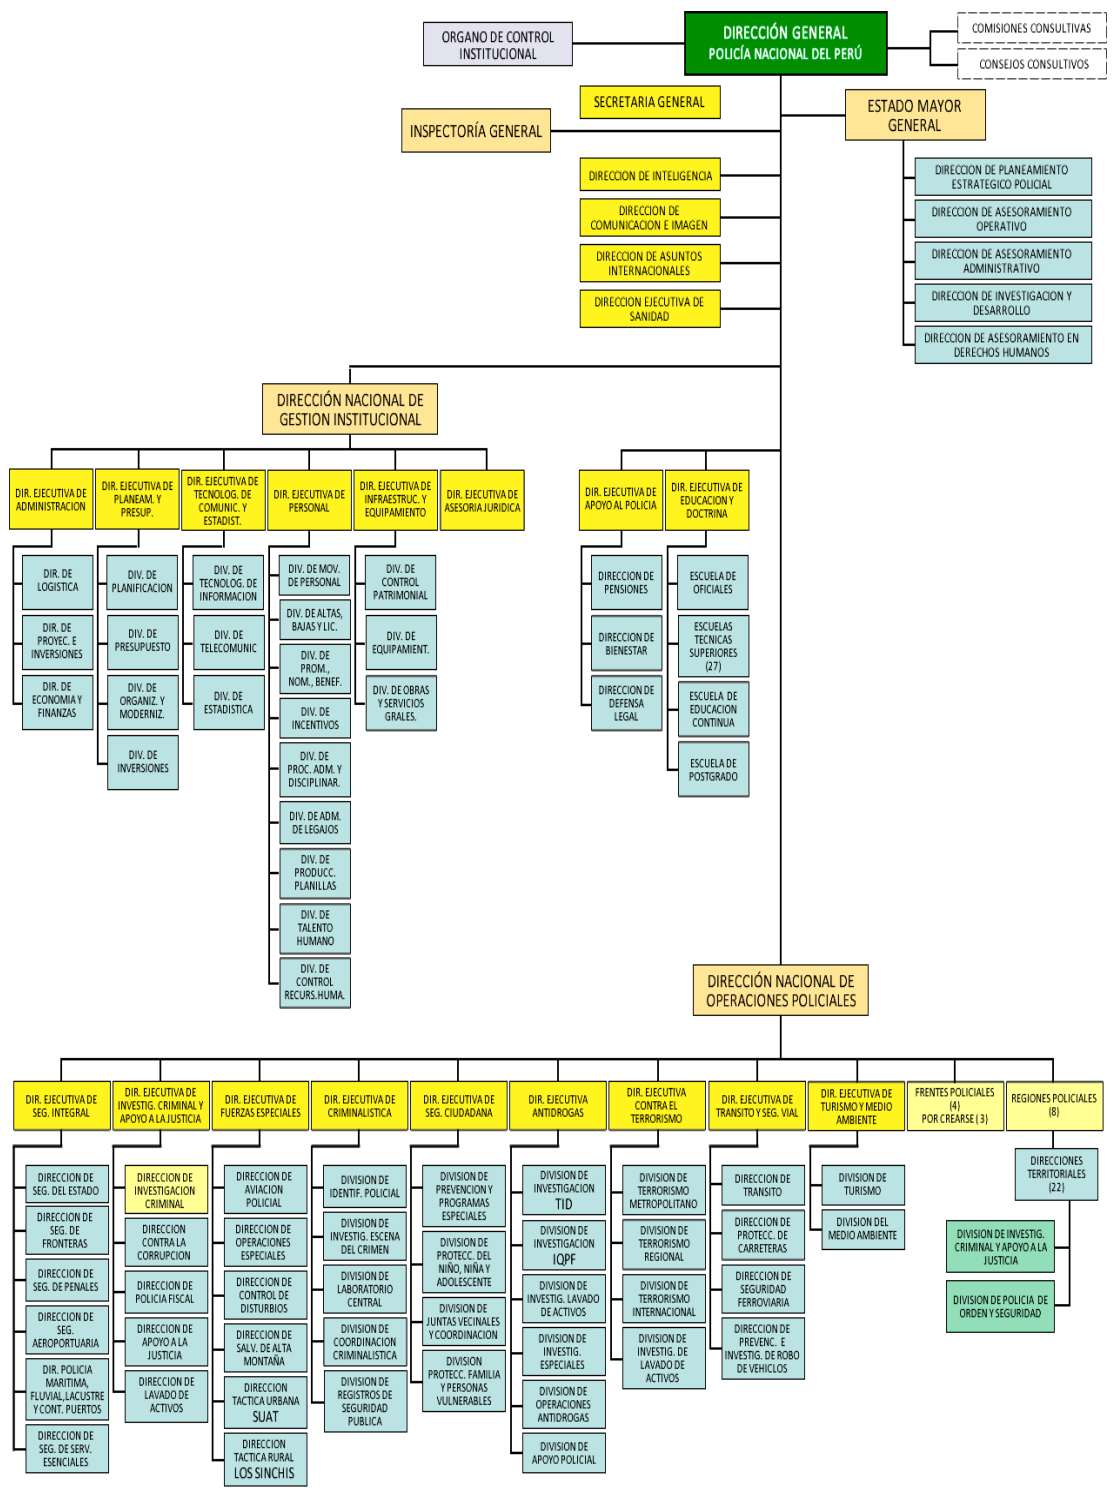 DIRECCIÓN GENERAL
POLICÍA NACIONAL DEL PERÚ
ORGANO DE CONTROL
INSTITUCIONAL
COMISIONES CONSULTIVAS
CONSEJOS CONSULTIVOS
SECRETARIA GENERAL
ESTADO MAYOR
GENERAL
INSPECTORÍA GENERAL
DIRECCION DE INTELIGENCIA
DIRECCION DE
COMUNICACION E IMAGEN
DIRECCION DE ASUNTOS
INTERNACIONALES
DIRECCION EJECUTIVA DE
SANIDAD
DIRECCION DE PLANEAMIENTO
ESTRATEGICO POLICIAL
DIRECCION DE ASESORAMIENTO
OPERATIVO
DIRECCION DE ASESORAMIENTO
ADMINISTRATIVO
DIRECCION DE INVESTIGACION Y
DESARROLLO
DIRECCION DE ASESORAMIENTO EN
DERECHOS HUMANOS
DIRECCIÓN NACIONAL DE
GESTION INSTITUCIONAL
DIR. EJECUTIVA DE
ADMINISTRACION
DIR. DE
LOGISTICA
DIR. DE
PROYEC. E
INVERSIONES
DIR. DE
ECONOMIA Y
FINANZAS
DIR. EJECUTIVA DE
PLANEAM. Y
PRESUP.
DIV. DE
PLANIFICACION
DIV. DE
PRESUPUESTO
DIV. DE
ORGANIZ. Y
MODERNIZ.
DIV. DE
INVERSIONES
DIR. EJECUTIVA DE
TECNOLOG. DE
COMUNIC. Y
ESTADIST.
DIV. DE
TECNOLOG. DE
INFORMACION
DIV. DE
TELECOMUNIC
DIV. DE
ESTADISTICA
DIR. EJECUTIVA DE
PERSONAL
DIV. DE MOV.
DE PERSONAL
DIV. DE ALTAS,
BAJAS Y LIC.
DIV. DE
PROM.,
NOM., BENEF.
DIV. DE
INCENTIVOS
DIV. DE
PROC. ADM. Y
DISCIPLINAR.
DIV. DE ADM.
DE LEGAJOS
DIV. DE
PRODUCC.
PLANILLAS
DIV. DE
TALENTO
HUMANO
DIV. DE
CONTROL
RECURS.HUMA.
DIR. EJECUTIVA DE
INFRAESTRUC. Y
EQUIPAMIENTO
DIV. DE
CONTROL
PATRIMONIAL
DIV. DE
EQUIPAMIENT.
DIV. DE OBRAS
Y SERVICIOS
GRALES.
DIR. EJECUTIVA DE
ASESORIA JURIDICA
DIR. EJECUTIVA DE
APOYO AL POLICIA
DIRECCION DE
PENSIONES
DIRECCION DE
BIENESTAR
DIRECCION DE
DEFENSA
LEGAL
DIR. EJECUTIVA DE
EDUCACION Y
DOCTRINA
ESCUELA DE
OFICIALES
ESCUELAS
TECNICAS
SUPERIORES
(27)
ESCUELA DE
EDUCACION
CONTINUA
ESCUELA DE
POSTGRADO
DIRECCIÓN NACIONAL DE
OPERACIONES POLICIALES
DIR. EJECUTIVA DE
SEG. INTEGRAL
DIRECCION DE
SEG. DEL ESTADO
DIRECCION DE
SEG. DE
FRONTERAS
DIRECCION DE
SEG. DE PENALES
DIRECCION DE
SEG.
AEROPORTUARIA
DIR. POLICIA
MARITIMA,
FLUVIAL,LACUSTRE
Y CONT. PUERTOS
DIRECCION DE
SEG. DE SERV.
ESENCIALES
DIR. EJECUTIVA DE
INVESTIG. CRIMINAL Y
APOYO A LA JUSTICIA
DIRECCION DE
INVESTIGACION
CRIMINAL
DIRECCION
CONTRA LA
CORRUPCION
DIRECCION DE
POLICIA FISCAL
DIRECCION DE
APOYO A LA
JUSTICIA
DIRECCION DE
LAVADO DE
ACTIVOS
DIR. EJECUTIVA DE
FUERZAS ESPECIALES
DIRECCION DE
AVIACION
POLICIAL
DIRECCION DE
OPERACIONES
ESPECIALES
DIRECCION DE
CONTROL DE
DISTURBIOS
DIRECCION DE
SALV. DE ALTA
MONTAÑA
DIRECCION
TACTICA URBANA
SUAT
DIRECCION
TACTICA RURAL
LOS SINCHIS
DIR. EJECUTIVA DE
CRIMINALISTICA
DIVISION DE
IDENTIF. POLICIAL
DIVISION DE
INVESTIG. ESCENA
DEL CRIMEN
DIVISION DE
LABORATORIO
CENTRAL
DIVISION DE
COORDINACION
CRIMINALISTICA
DIVISION DE
REGISTROS DE
SEGURIDAD
PUBLICA
DIR. EJECUTIVA DE
SEG. CIUDADANA
DIVISION DE
PREVENCION Y
PROGRAMAS
ESPECIALES
DIVISION DE
PROTECC. DEL
NIÑO, NIÑA Y
ADOLESCENTE
DIVISION DE
JUNTAS VECINALES
Y COORDINACION
DIVISION
PROTECC. FAMILIA
Y PERSONAS
VULNERABLES
DIR. EJECUTIVA
ANTIDROGAS
DIVISION DE
INVESTIGACION
TID
DIVISION DE
INVESTIGACION
IQPF
DIVISION DE
INVESTIG. LAVADO
DE ACTIVOS
DIVISION DE
INVESTIG.
ESPECIALES
DIVISION DE
OPERACIONES
ANTIDROGAS
DIVISION DE
APOYO POLICIAL
DIR. EJECUTIVA
CONTRA EL
TERRORISMO
DIVISION DE
TERRORISMO
METROPOLITANO
DIVISION DE
TERRORISMO
REGIONAL
DIVISION DE
TERRORISMO
INTERNACIONAL
DIVISION DE
INVESTIG. DE
LAVADO DE
ACTIVOS
DIR. EJECUTIVA DE
TRANSITO Y SEG. VIAL
DIRECCION DE
TRANSITO
DIRECCION DE
PROTECC. DE
CARRETERAS
DIRECCION DE
SEGURIDAD
FERROVIARIA
DIRECCION DE
PREVENC. E
INVESTIG. DE ROBO
DE VEHICLOS
DIR. EJECUTIVA DE
TURISMO Y MEDIO
AMBIENTE
DIVISION DE
TURISMO
DIVISION DEL
MEDIO AMBIENTE
FRENTES POLICIALES
(4)
POR CREARSE ( 3)
REGIONES POLICIALES
(8)
DIRECCIONES
TERRITORIALES
(22)
DIVISION DE INVESTIG.
CRIMINAL Y APOYO A LA
JUSTICIA
DIVISION DE POLICIA DE
ORDEN Y SEGURIDAD